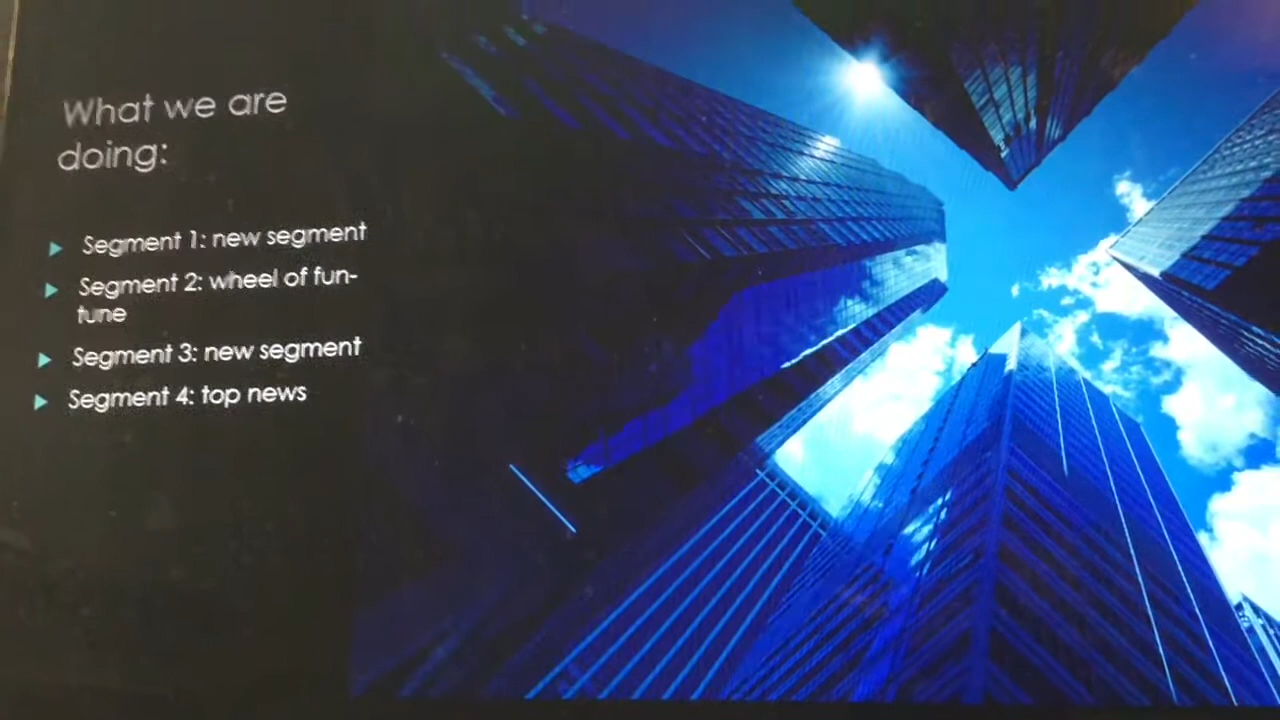 What we are
doing:
Segment 1: new segment
Segment 2: wheel of fun-
tune
Segment 3: new segment
Segment 4: top news